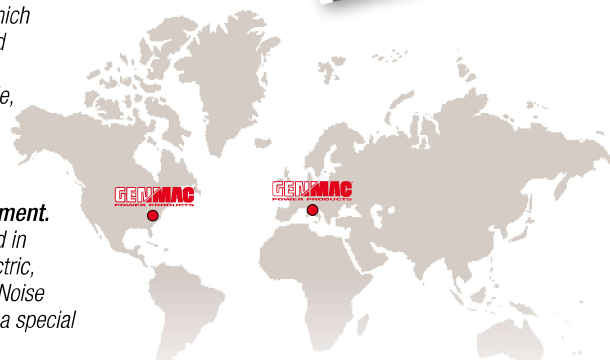 hich
d
e,
ment.
d in
ctric,
Noise
a special
GENMAC
POWER PRODUCTS
GENMAC
POWER PRODUCTS